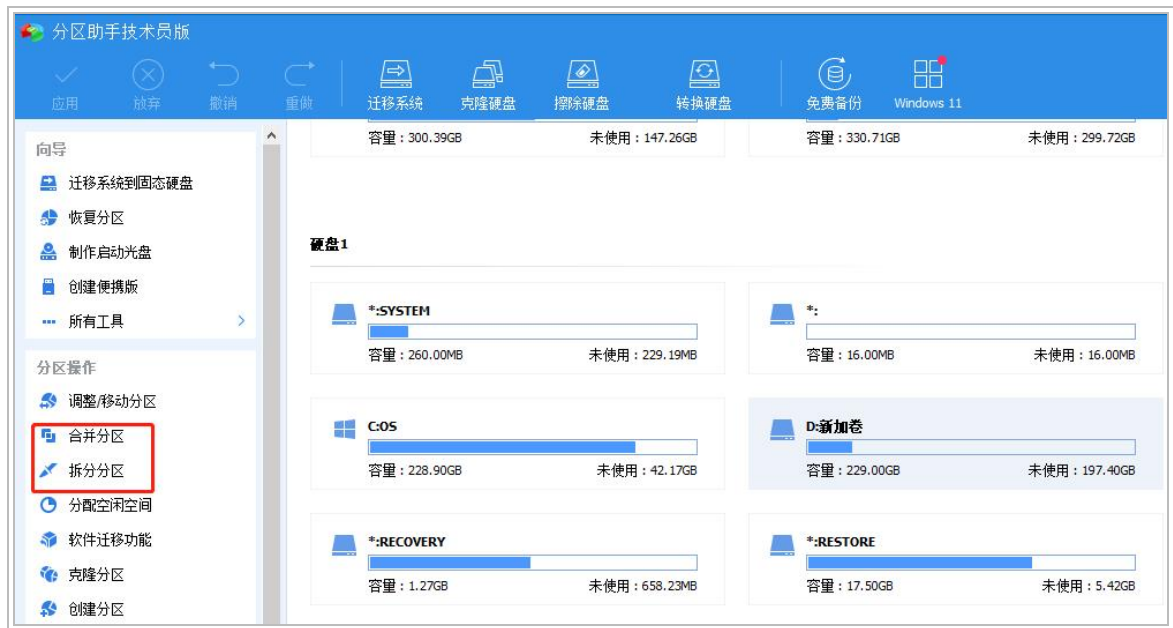 分区助手技术员版
应用 放弃 撤消 重做 迁移系统 克隆硬盘 擦除硬盘 转换硬盘 免费备份 Windows 11
向导
迁移系统到固态硬盘
恢复分区
制作启动光盘
创建便携版
所有工具
分区操作
调整/移动分区
合并分区
拆分分区
分配空闲空间
软件迁移功能
克隆分区
创建分区
容量：300.39GB 未使用：147.26GB
容量：330.71GB 未使用：299.72GB
硬盘1
*:SYSTEM
容量：260.00MB 未使用：229.19MB
*:
容量：16.00MB 未使用：16.00MB
C:OS
容量：228.90GB 未使用：42.17GB
D:新加卷
容量：229.00GB 未使用：197.40GB
*:RECOVERY
容量：1.27GB 未使用：658.23MB
*:RESTORE
容量：17.50GB 未使用：5.42GB